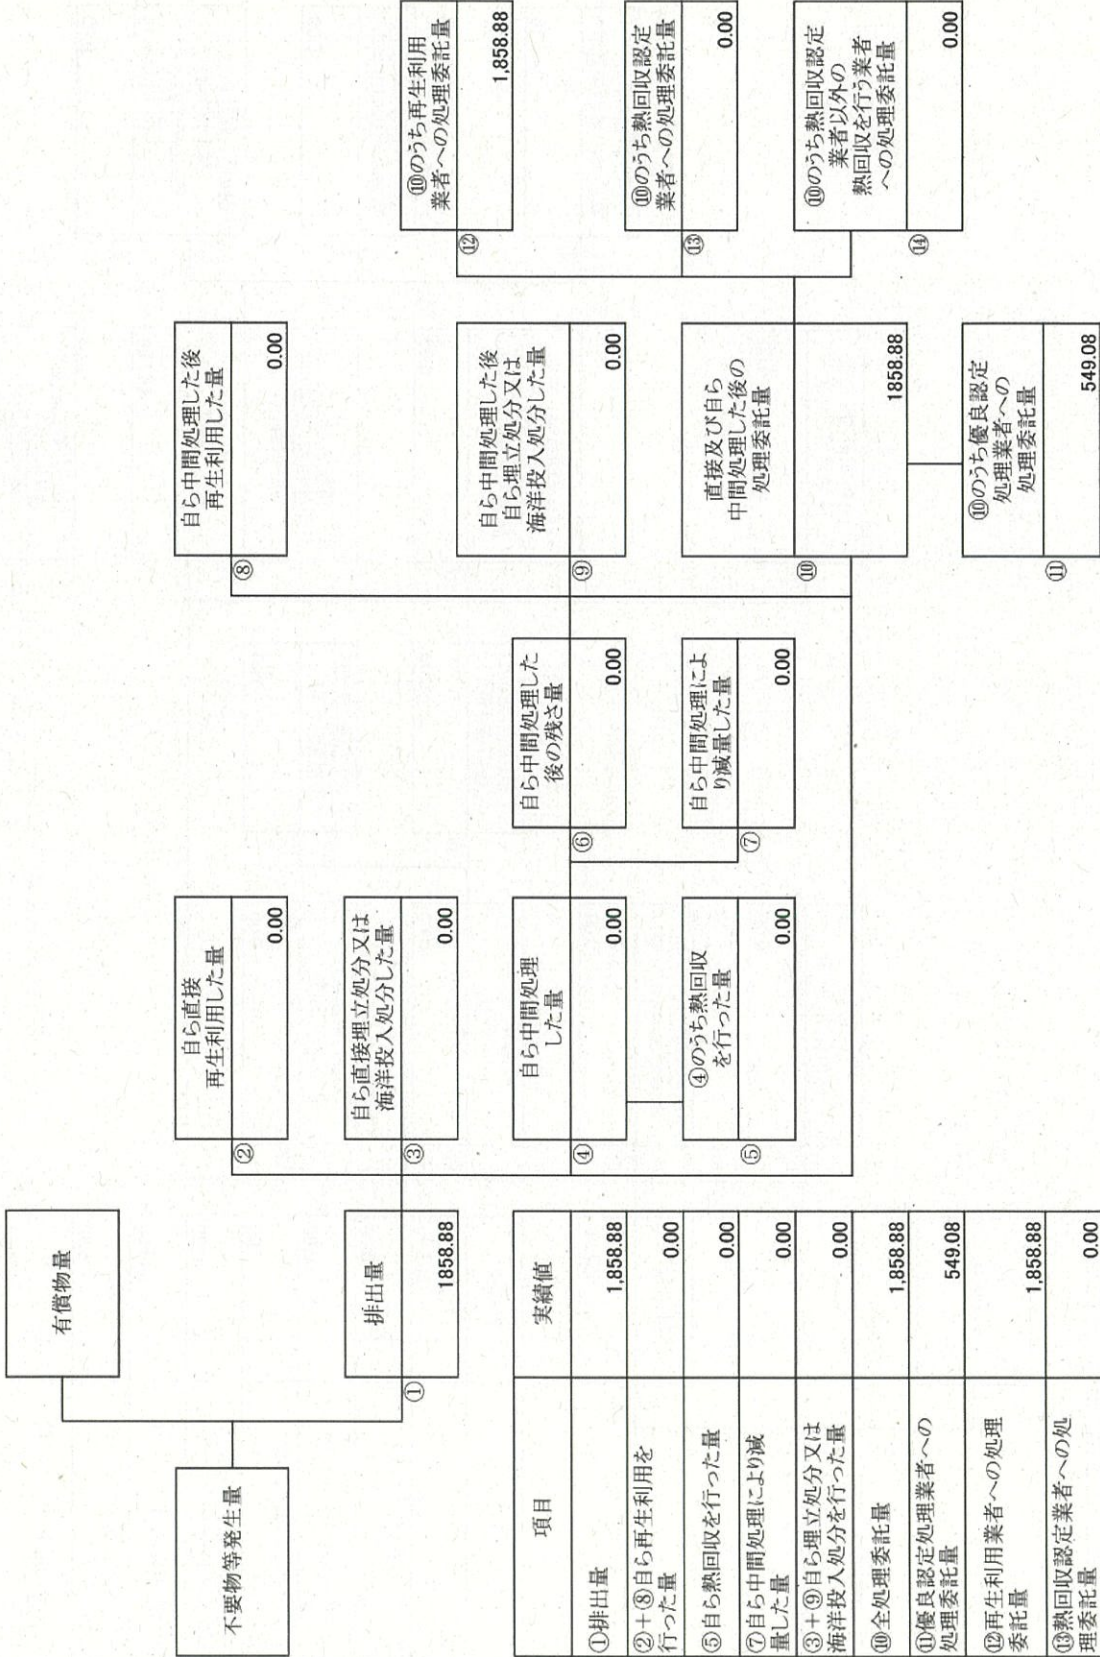 不要物等発生量
有償物量
排出量
①
1858.88
自ら直接
再生利用した量
②
0.00
自ら直接埋立処分又は
海洋投入処分した量
③
0.00
自ら中間処理
した量
④
0.00
④のうち熱回収
を行った量
⑤
0.00
自ら中間処理した
後の残さ量
⑥
0.00
自ら中間処理によ
り減量した量
⑦
0.00
自ら中間処理した後
再生利用した量
⑧
0.00
自ら中間処理した後
自ら埋立処分又は
海洋投入処分した量
⑨
0.00
直接及び自ら
中間処理した後の
処理委託量
⑩
1858.88
⑩のうち優良認定
処理業者への
処理委託量
⑪
549.08
⑩のうち再生利用
業者への処理委託量
⑫
1,858.88
⑩のうち熱回収認定
業者への処理委託量
⑬
0.00
⑩のうち熱回収認定
業者以外の
熱回収を行う業者
への処理委託量
⑭
0.00
項目 実績値
①排出量 1,858.88
②+⑧自ら再生利用を
行った量 0.00
⑤自ら熱回収を行った量 0.00
⑦自ら中間処理により減
量した量 0.00
③+⑨自ら埋立処分又は
海洋投入処分を行った量 0.00
⑩全処理委託量 1,858.88
⑪優良認定処理業者への
処理委託量 549.08
⑫再生利用業者への処理
委託量 1,858.88
⑬熱回収認定業者への処
理委託量 0.00